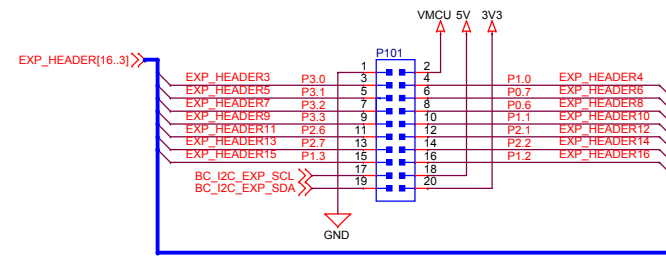 VMCU 5V 3V3
P101
EXP_HEADER[16..3]
1 2
EXP_HEADER3 P3.0 3 4 P1.0 EXP_HEADER4
EXP_HEADER5 P3.1 5 6 P0.7 EXP_HEADER6
EXP_HEADER7 P3.2 7 8 P0.6 EXP_HEADER8
EXP_HEADER9 P3.3 9 10 P1.1 EXP_HEADER10
EXP_HEADER11 P2.6 11 12 P2.1 EXP_HEADER12
EXP_HEADER13 P2.7 13 14 P2.2 EXP_HEADER14
EXP_HEADER15 P1.3 15 16 P1.2 EXP_HEADER16
BC_I2C_EXP_SCL 17 18
BC_I2C_EXP_SDA 19 20
GND